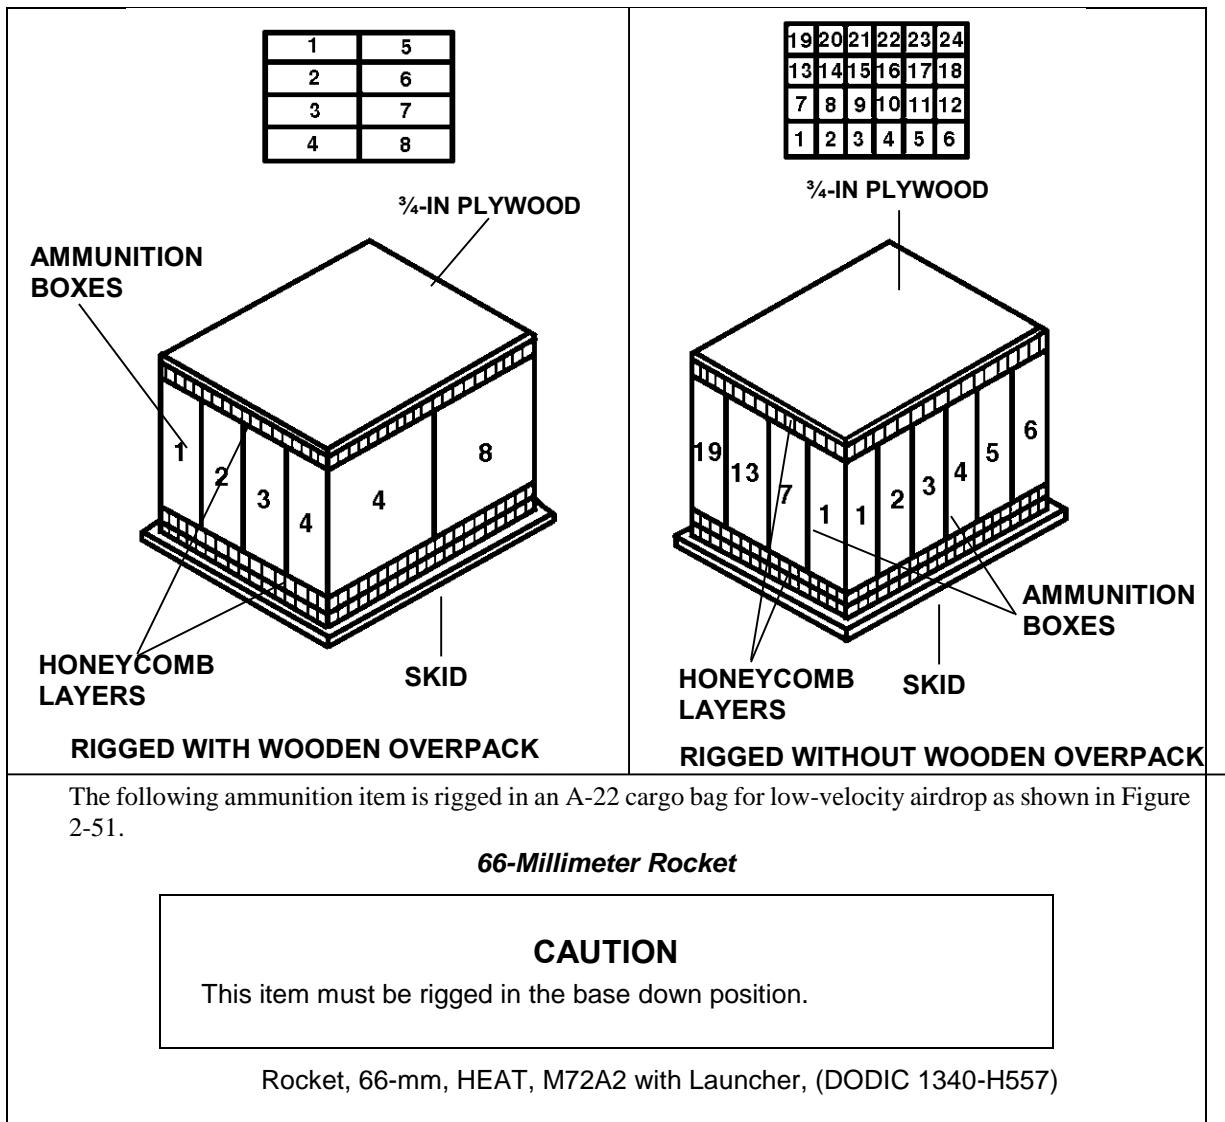 1 5
2 6
3 7
4 8
¾-IN PLYWOOD
AMMUNITION
BOXES
1
2
3
4
4
8
HONEYCOMB
LAYERS
SKID
RIGGED WITH WOODEN OVERPACK
19 20 21 22 23 24
13 14 15 16 17 18
7 8 9 10 11 12
1 2 3 4 5 6
¾-IN PLYWOOD
19
13
7
1
1
2
3
4
5
6
AMMUNITION
BOXES
HONEYCOMB
LAYERS
SKID
RIGGED WITHOUT WOODEN OVERPACK
The following ammunition item is rigged in an A-22 cargo bag for low-velocity airdrop as shown in Figure
2-51.
66-Millimeter Rocket
CAUTION
This item must be rigged in the base down position.
Rocket, 66-mm, HEAT, M72A2 with Launcher, (DODIC 1340-H557)